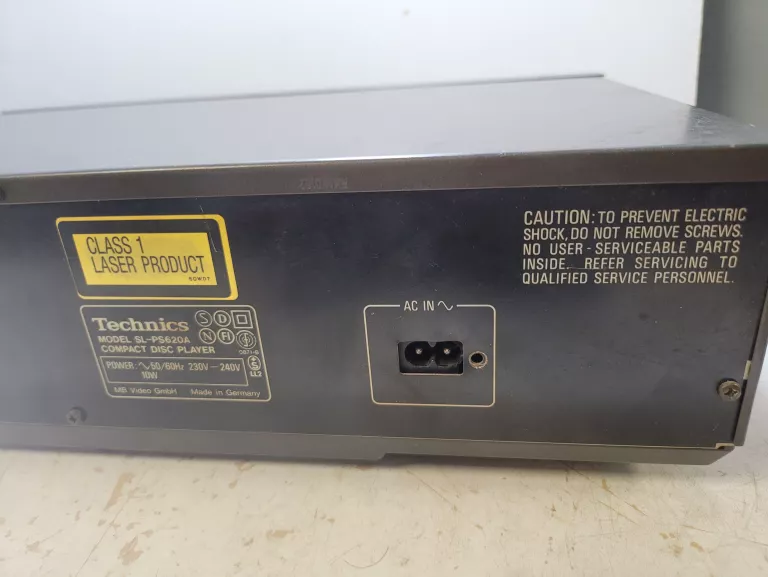 CLASS 1
LASER PRODUCT
Technics
S D
N FI
MODEL SL-PS620A
COMPACT DISC PLAYER
POWER: ∿50/60Hz 230V – 240V
10W
MB Video GmbH Made in Germany
AC IN ∿
CAUTION: TO PREVENT ELECTRIC
SHOCK, DO NOT REMOVE SCREWS.
NO USER - SERVICEABLE PARTS
INSIDE. REFER SERVICING TO
QUALIFIED SERVICE PERSONNEL.